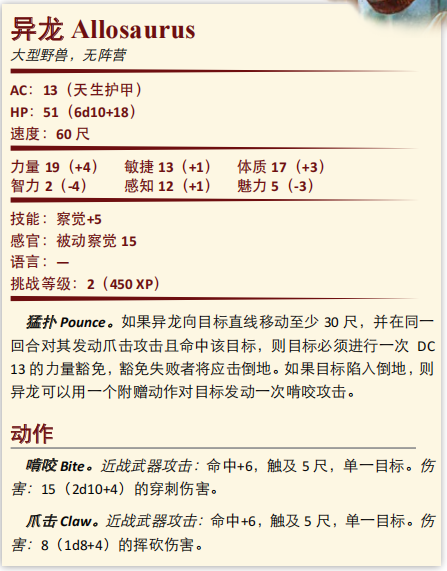 异龙 Allosaurus
大型野兽，无阵营
AC：13（天生护甲）
HP：51（6d10+18）
速度：60 尺
力量 19（+4） 敏捷 13（+1） 体质 17（+3）
智力 2（-4） 感知 12（+1） 魅力 5（-3）
技能：察觉+5
感官：被动察觉 15
语言：—
挑战等级：2（450 XP）
猛扑 Pounce。如果异龙向目标直线移动至少 30 尺，并在同一
回合对其发动爪击攻击且命中该目标，则目标必须进行一次 DC
13 的力量豁免，豁免失败者将应击倒地。如果目标陷入倒地，则
异龙可以用一个附赠动作对目标发动一次啃咬攻击。
动作
啃咬 Bite。近战武器攻击：命中+6，触及 5 尺，单一目标。伤
害：15（2d10+4）的穿刺伤害。
爪击 Claw。近战武器攻击：命中+6，触及 5 尺，单一目标。伤
害：8（1d8+4）的挥砍伤害。